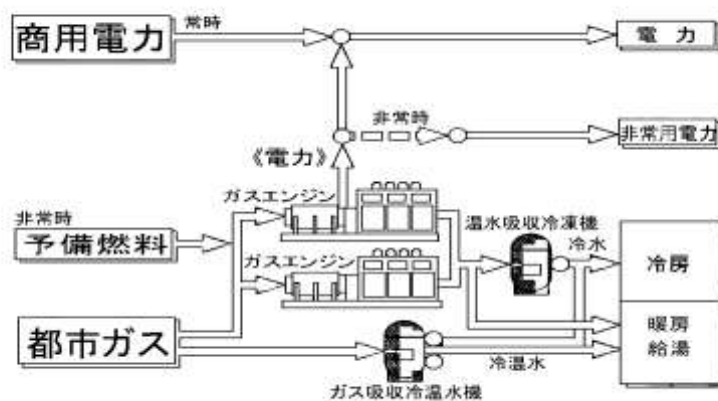 商用電力
常時
電力
非常時
非常用電力
《電力》
ガスエンジン
非常時
予備燃料
温水吸収冷凍機
冷水
冷房
ガスエンジン
都市ガス
暖房
給湯
冷温水
ガス吸収冷温水機